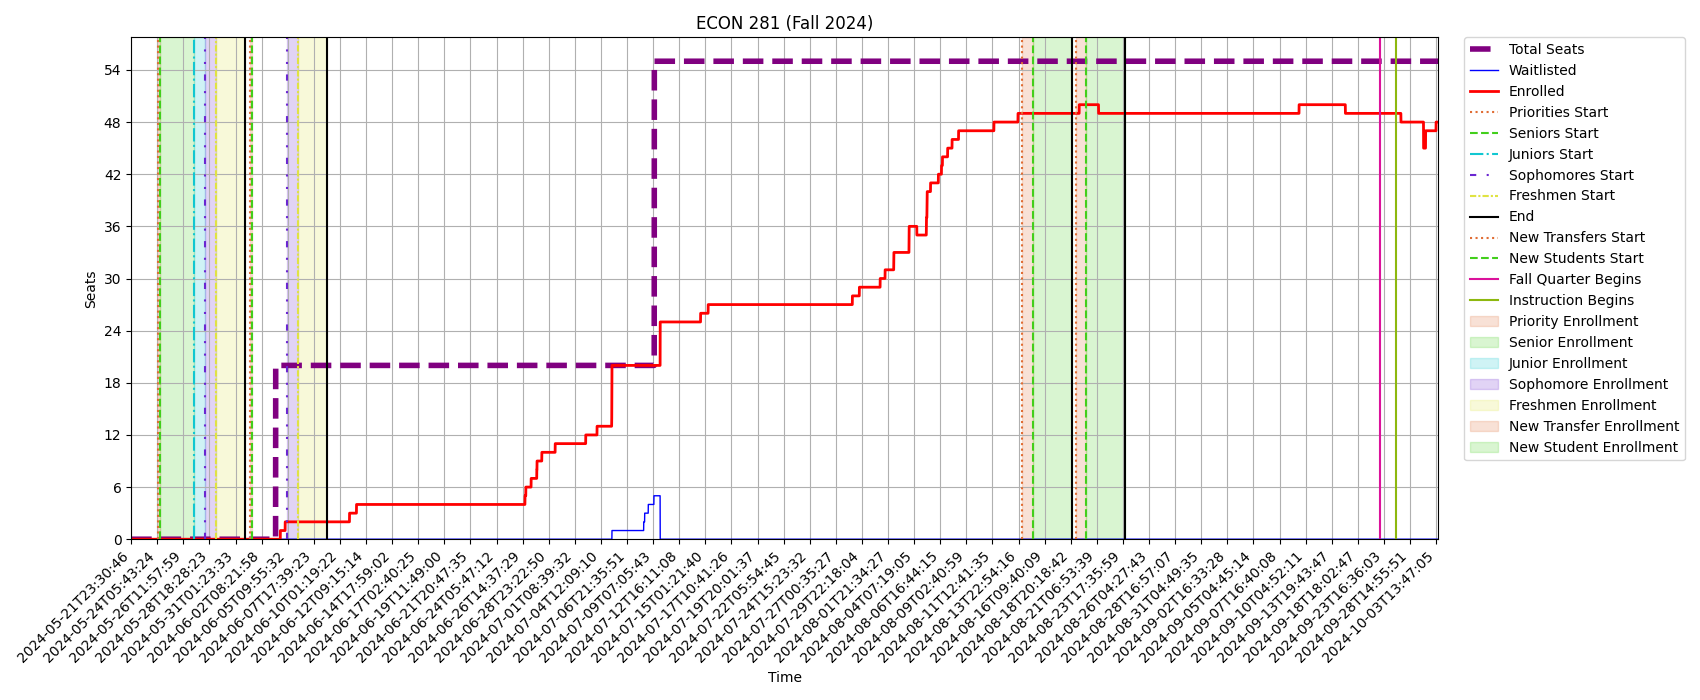 ECON 281 (Fall 2024)
Seats
54
48
42
36
30
24
18
12
6
0
2024-05-21T23:30:46
2024-05-24T05:43:24
2024-05-26T11:57:59
2024-05-28T18:28:23
2024-05-31T01:23:33
2024-06-02T08:21:58
2024-06-05T09:55:32
2024-06-07T17:39:23
2024-06-10T01:19:22
2024-06-12T09:15:14
2024-06-14T17:59:02
2024-06-17T02:40:25
2024-06-19T11:49:00
2024-06-21T20:47:35
2024-06-24T05:47:12
2024-06-26T14:37:29
2024-06-28T23:22:50
2024-07-01T08:39:32
2024-07-04T12:09:10
2024-07-06T21:35:51
2024-07-09T07:05:43
2024-07-12T16:11:08
2024-07-15T01:21:40
2024-07-17T10:41:26
2024-07-19T20:01:37
2024-07-22T05:54:45
2024-07-24T15:23:32
2024-07-27T00:35:27
2024-07-29T22:18:04
2024-08-01T21:34:27
2024-08-04T07:19:05
2024-08-06T16:44:15
2024-08-09T02:40:59
2024-08-11T12:41:35
2024-08-13T22:54:16
2024-08-16T09:40:09
2024-08-18T20:18:42
2024-08-21T06:53:39
2024-08-23T17:35:59
2024-08-26T04:27:43
2024-08-28T16:57:07
2024-08-31T04:49:35
2024-09-02T16:33:28
2024-09-05T04:45:14
2024-09-07T16:40:08
2024-09-10T04:52:11
2024-09-13T19:43:47
2024-09-18T18:02:47
2024-09-23T16:36:03
2024-09-28T14:55:51
2024-10-03T13:47:05
Time
Total Seats
Waitlisted
Enrolled
Priorities Start
Seniors Start
Juniors Start
Sophomores Start
Freshmen Start
End
New Transfers Start
New Students Start
Fall Quarter Begins
Instruction Begins
Priority Enrollment
Senior Enrollment
Junior Enrollment
Sophomore Enrollment
Freshmen Enrollment
New Transfer Enrollment
New Student Enrollment